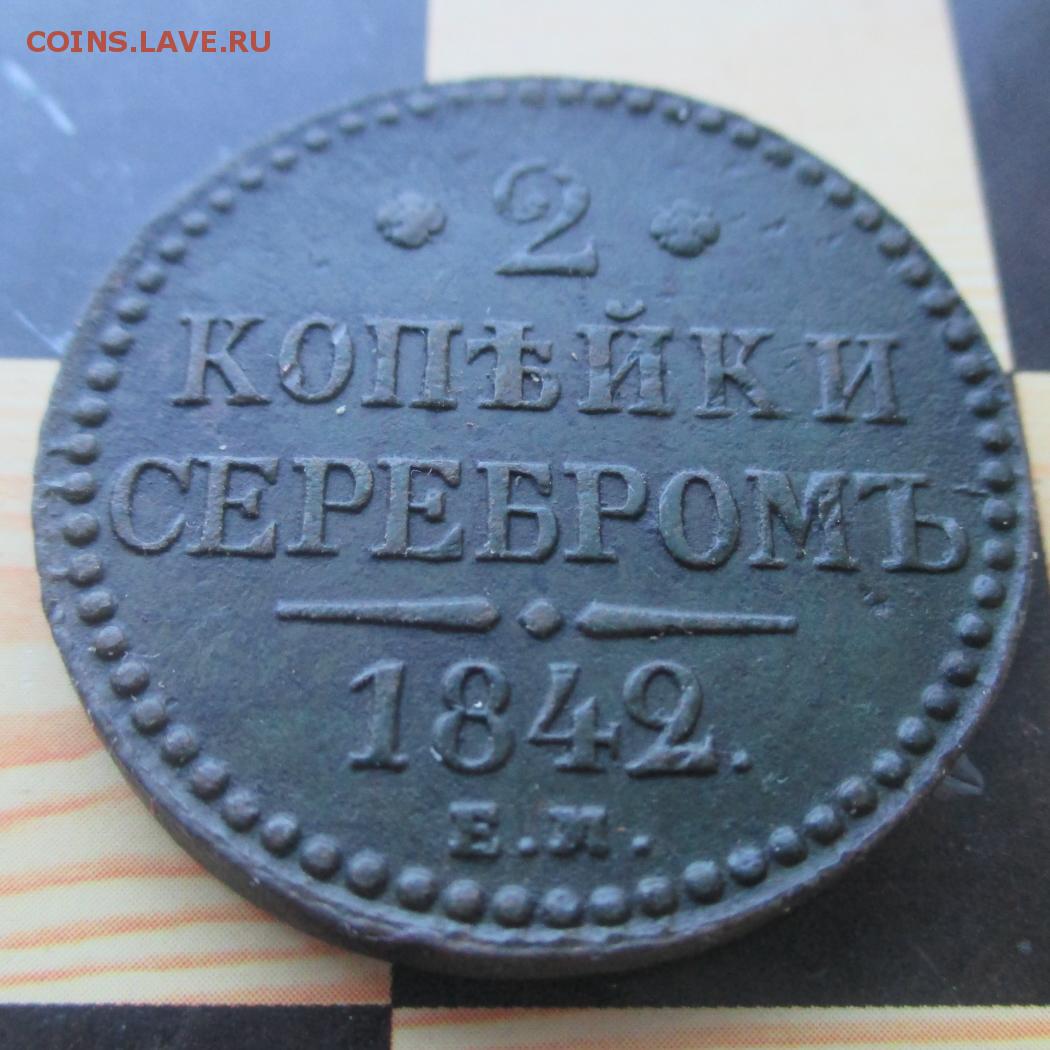 COINS.LAVE.RU
2
КОПѢЙКИ
СЕРЕБРОМЪ
1842.
Е.М.